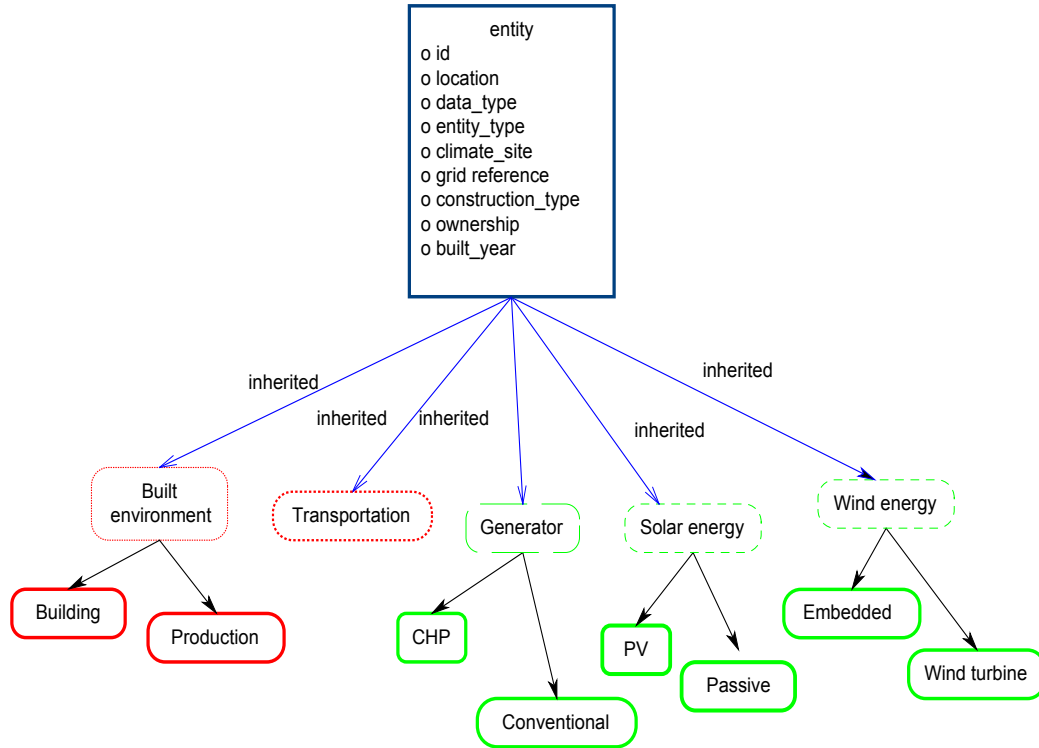 entity
o id
o location
o data_type
o entity_type
o climate_site
o grid reference
o construction_type
o ownership
o built_year
inherited
inherited
inherited
inherited
inherited
Built
environment
Transportation
Generator
Solar energy
Wind energy
Building
Production
CHP
Conventional
PV
Passive
Embedded
Wind turbine